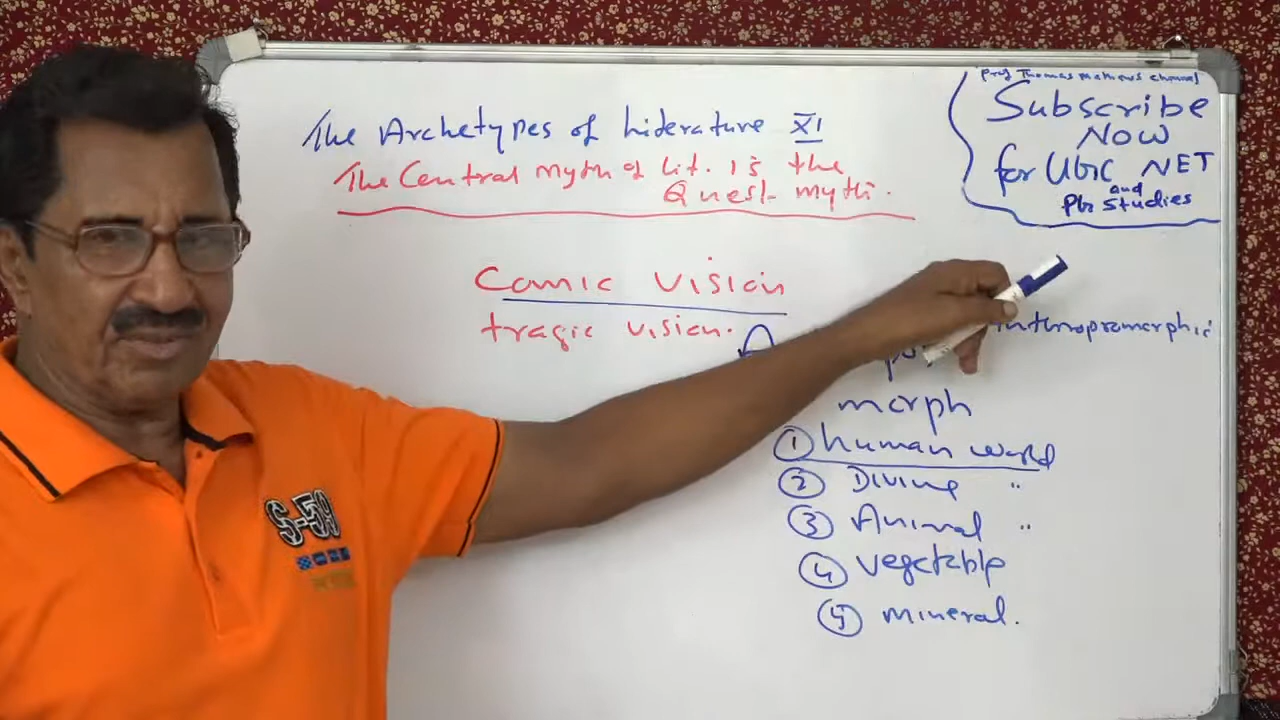 The Archetypes of Literature XI
The Central myth of Lit. Is the
Quest myth.
Prof Thomas Mathews channel
Subscribe
NOW
for UGC NET
and
PG Studies
Comic Vision
tragic vision.
anthropomorphic
morph
① human world
② Divine "
③ Animal "
④ vegetable
⑤ mineral.
S-59